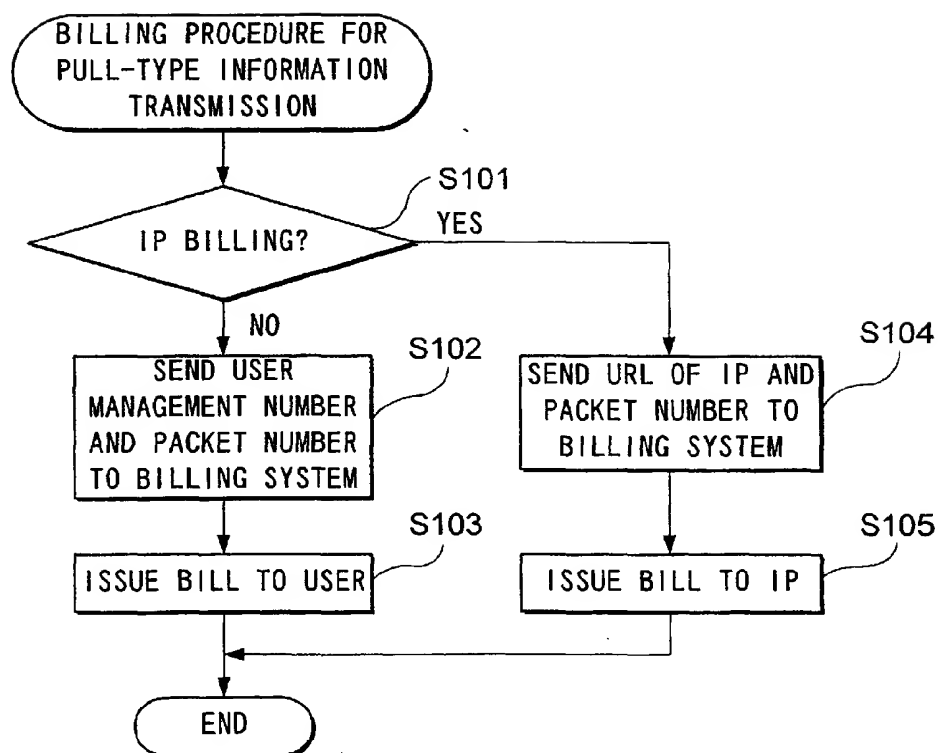 BILLING PROCEDURE FOR
PULL-TYPE INFORMATION
TRANSMISSION
S101
IP BILLING?
YES
NO
S102
SEND USER
MANAGEMENT NUMBER
AND PACKET NUMBER
TO BILLING SYSTEM
S104
SEND URL OF IP AND
PACKET NUMBER TO
BILLING SYSTEM
S103
ISSUE BILL TO USER
S105
ISSUE BILL TO IP
END